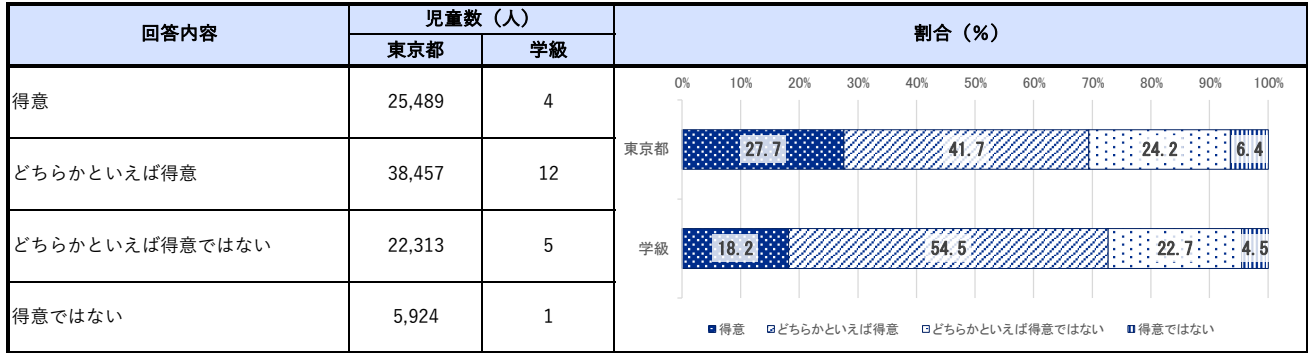 回答内容 児童数（人） 割合（%）
東京都 学級
得意 25,489 4
どちらかといえば得意 38,457 12
どちらかといえば得意ではない 22,313 5
得意ではない 5,924 1
0% 10% 20% 30% 40% 50% 60% 70% 80% 90% 100%
東京都 27.7 41.7 24.2 6.4
学級 18.2 54.5 22.7 4.5
得意 どちらかといえば得意 どちらかといえば得意ではない 得意ではない